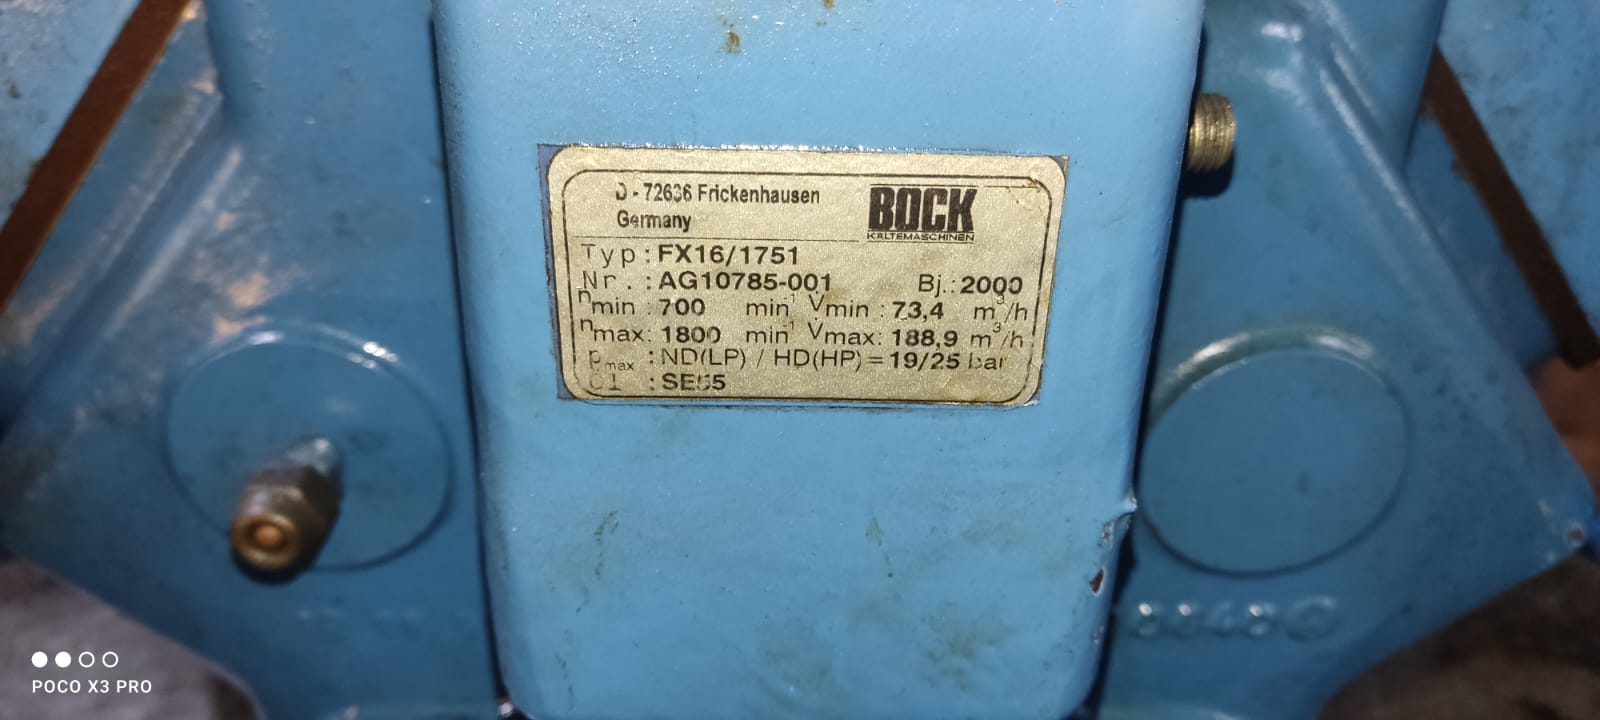 D - 72636 Frickenhausen
Germany
BOCK
KÄLTEMASCHINEN
Typ : FX16/1751
Nr. : AG10785-001 Bj.: 2000
nmin : 700 min⁻¹ V̇min : 73,4 m³/h
nmax: 1800 min⁻¹ V̇max: 188,9 m³/h
pmax : ND(LP) / HD(HP) = 19/25 bar
Öl : SE55
POCO X3 PRO